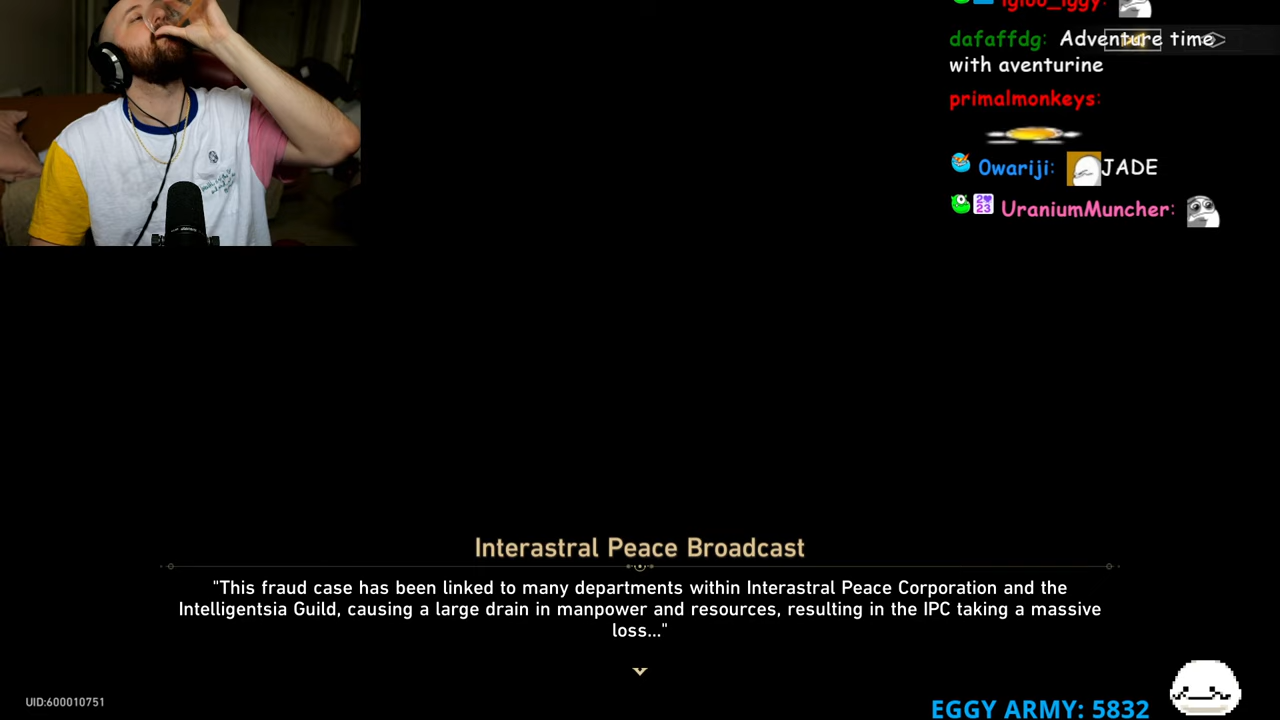 igloo_iggy:
dafaffdg: Adventure time
with aventurine
primalmonkeys:
Owariji: JADE
2023 UraniumMuncher:
Interastral Peace Broadcast
"This fraud case has been linked to many departments within Interastral Peace Corporation and the
Intelligentsia Guild, causing a large drain in manpower and resources, resulting in the IPC taking a massive
loss..."
UID:600010751
EGGY ARMY: 5832